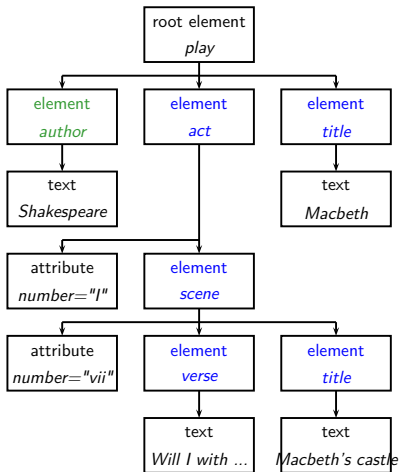 root element
play
element
author
element
act
element
title
text
Shakespeare
text
Macbeth
attribute
number="I"
element
scene
attribute
number="vii"
element
verse
element
title
text
Will I with ...
text
Macbeth's castle